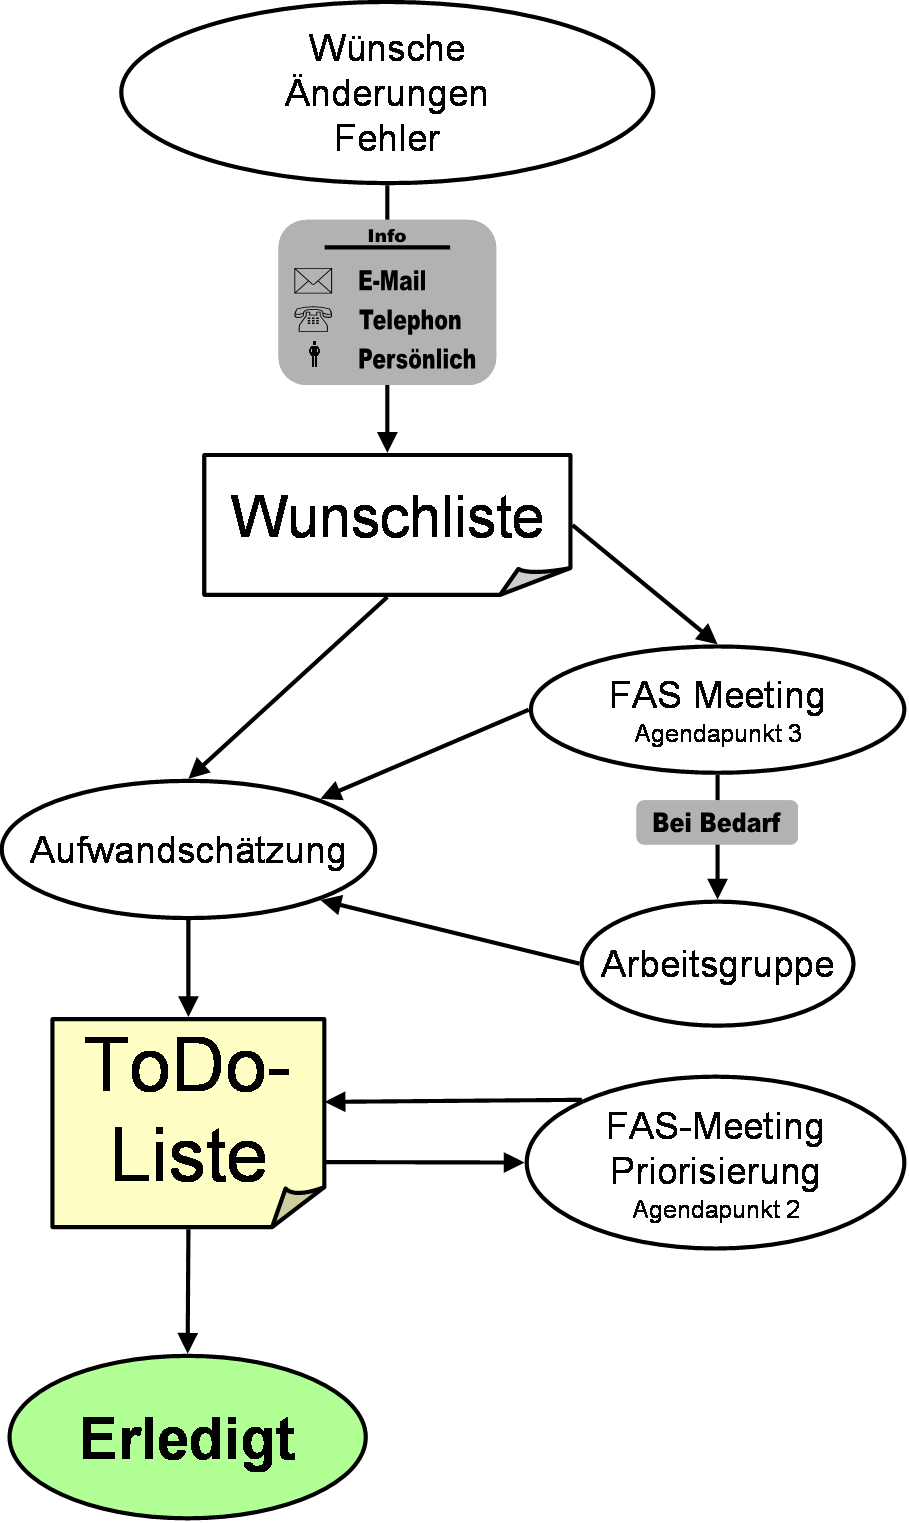 Wünsche
Änderungen
Fehler
Info
E-Mail
Telephon
Persönlich
Wunschliste
FAS Meeting
Agendapunkt 3
Bei Bedarf
Aufwandschätzung
Arbeitsgruppe
ToDo-
Liste
FAS-Meeting
Priorisierung
Agendapunkt 2
Erledigt